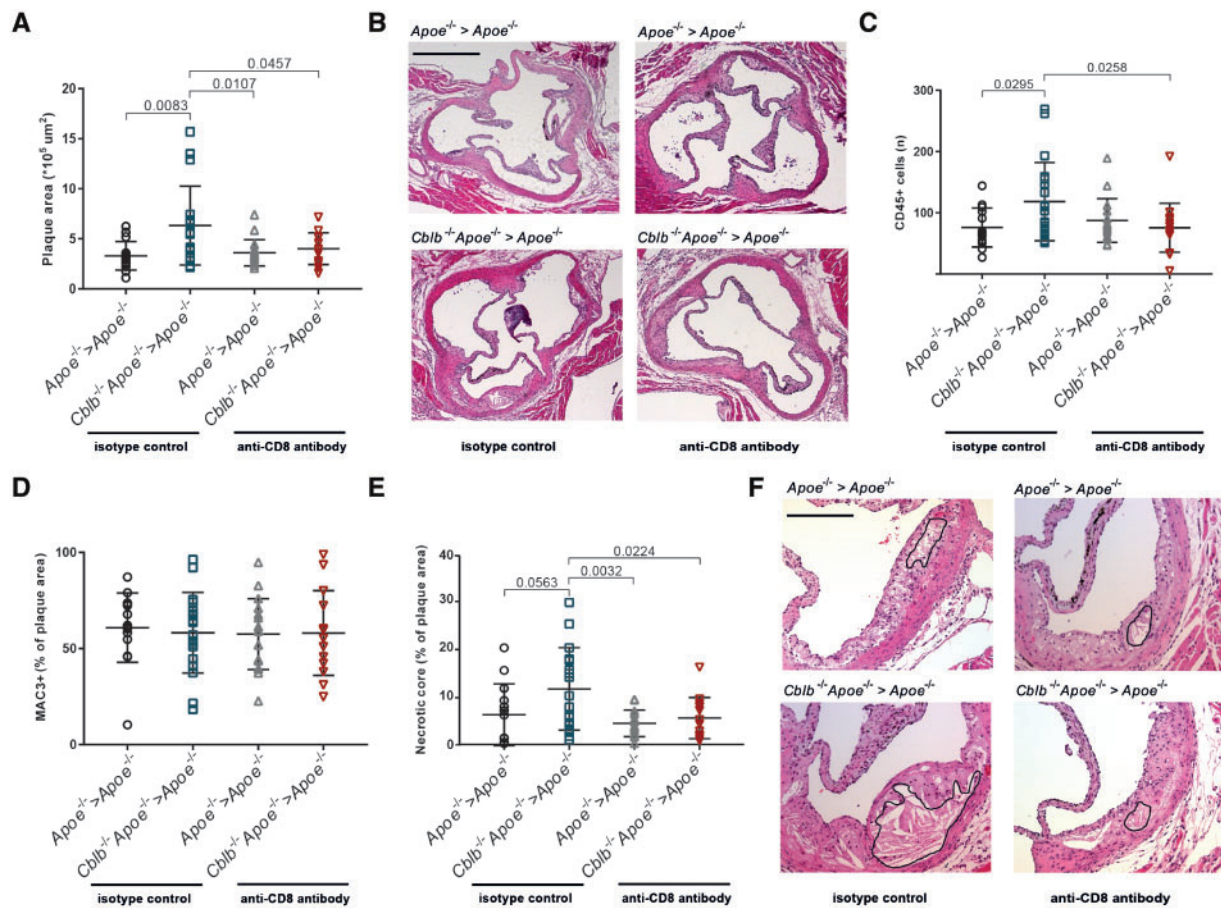 A
0.0457
0.0107
0.0083
Plaque area (*10⁵ um²)
20
15
10
5
0
Apoe⁻/⁻>Apoe⁻/⁻
Cblb⁻/⁻Apoe⁻/⁻>Apoe⁻/⁻
Apoe⁻/⁻>Apoe⁻/⁻
Cblb⁻/⁻Apoe⁻/⁻>Apoe⁻/⁻
isotype control
anti-CD8 antibody
B
Apoe⁻/⁻ > Apoe⁻/⁻
Apoe⁻/⁻ > Apoe⁻/⁻
Cblb⁻/⁻Apoe⁻/⁻ > Apoe⁻/⁻
Cblb⁻/⁻Apoe⁻/⁻ > Apoe⁻/⁻
isotype control
anti-CD8 antibody
C
0.0295
0.0258
CD45+ cells (n)
300
200
100
0
Apoe⁻/⁻>Apoe⁻/⁻
Cblb⁻/⁻Apoe⁻/⁻>Apoe⁻/⁻
Apoe⁻/⁻>Apoe⁻/⁻
Cblb⁻/⁻Apoe⁻/⁻>Apoe⁻/⁻
isotype control
anti-CD8 antibody
D
MAC3+ (% of plaque area)
100
50
0
Apoe⁻/⁻>Apoe⁻/⁻
Cblb⁻/⁻Apoe⁻/⁻>Apoe⁻/⁻
Apoe⁻/⁻>Apoe⁻/⁻
Cblb⁻/⁻Apoe⁻/⁻>Apoe⁻/⁻
isotype control
anti-CD8 antibody
E
0.0224
0.0563
0.0032
Necrotic core (% of plaque area)
40
30
20
10
0
Apoe⁻/⁻>Apoe⁻/⁻
Cblb⁻/⁻Apoe⁻/⁻>Apoe⁻/⁻
Apoe⁻/⁻>Apoe⁻/⁻
Cblb⁻/⁻Apoe⁻/⁻>Apoe⁻/⁻
isotype control
anti-CD8 antibody
F
Apoe⁻/⁻ > Apoe⁻/⁻
Apoe⁻/⁻ > Apoe⁻/⁻
Cblb⁻/⁻Apoe⁻/⁻ > Apoe⁻/⁻
Cblb⁻/⁻Apoe⁻/⁻ > Apoe⁻/⁻
isotype control
anti-CD8 antibody